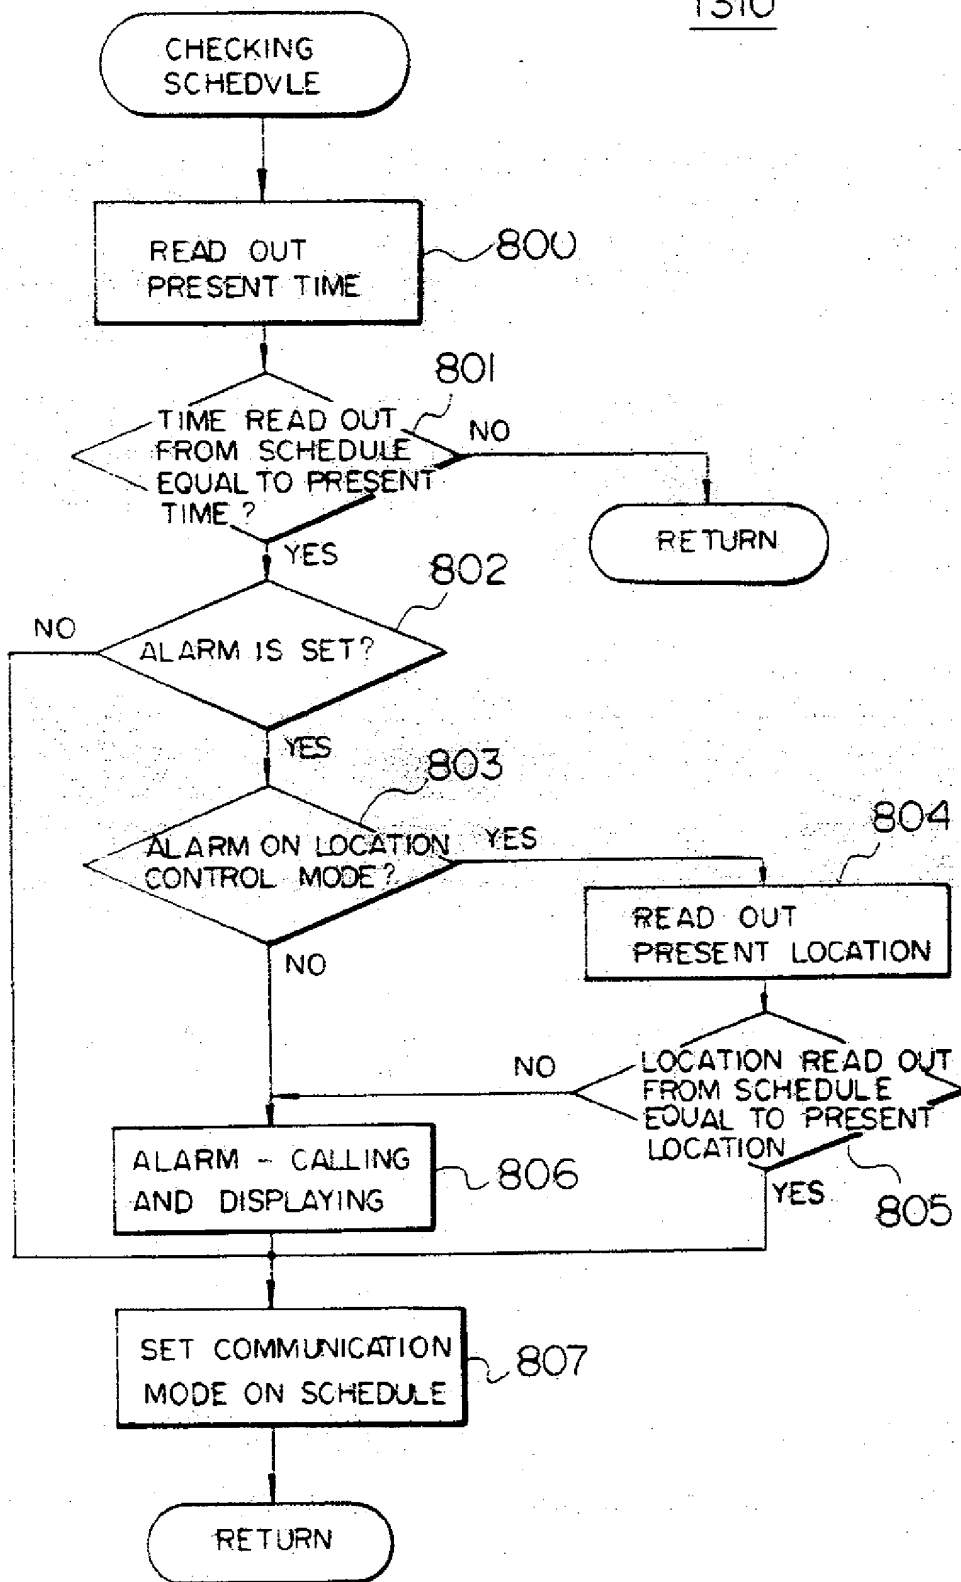 1310
CHECKING
SCHEDVLE
READ OUT
PRESENT TIME
800
801
TIME READ OUT
FROM SCHEDULE
EQUAL TO PRESENT
TIME ?
NO
RETURN
YES
802
NO
ALARM IS SET?
YES
803
ALARM ON LOCATION
CONTROL MODE?
YES
804
READ OUT
PRESENT LOCATION
NO
NO
LOCATION READ OUT
FROM SCHEDULE
EQUAL TO PRESENT
LOCATION
YES
805
ALARM - CALLING
AND DISPLAYING
806
SET COMMUNICATION
MODE ON SCHEDULE
807
RETURN